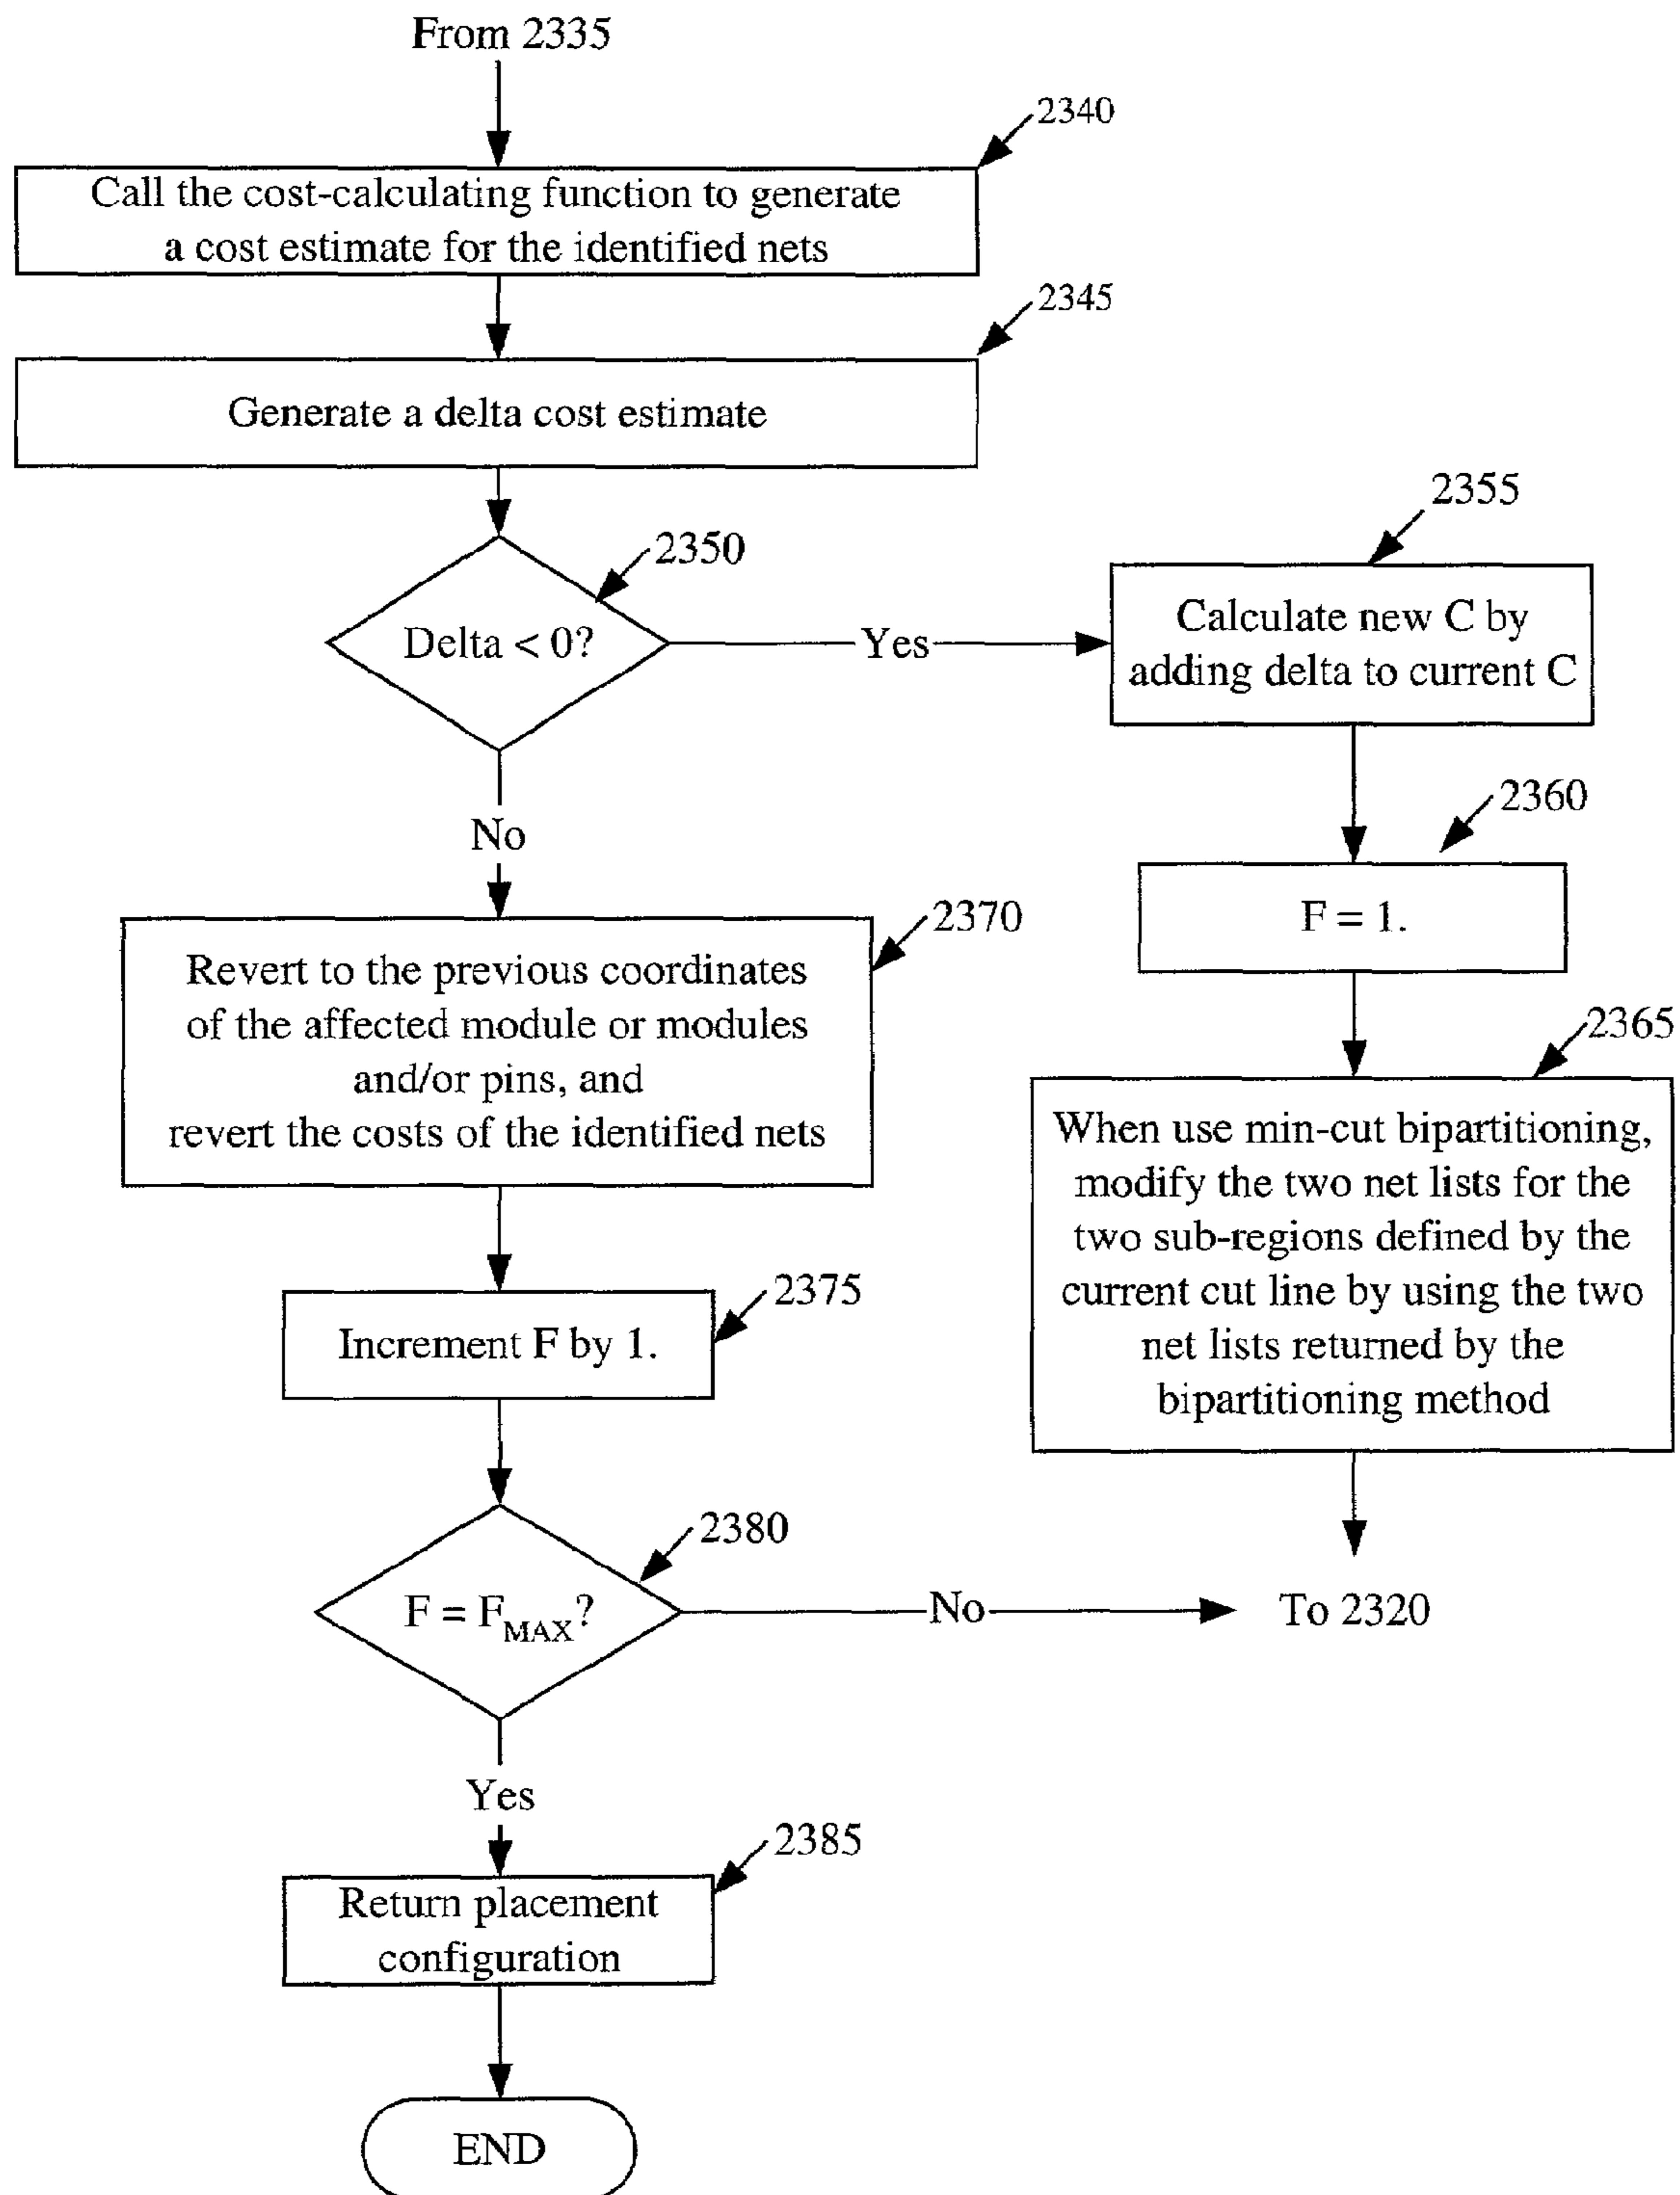 From 2335
2340
Call the cost-calculating function to generate
a cost estimate for the identified nets
2345
Generate a delta cost estimate
2350
Delta < 0?
Yes
2355
Calculate new C by
adding delta to current C
2360
F = 1.
2365
When use min-cut bipartitioning,
modify the two net lists for the
two sub-regions defined by the
current cut line by using the two
net lists returned by the
bipartitioning method
No
2370
Revert to the previous coordinates
of the affected module or modules
and/or pins, and
revert the costs of the identified nets
2375
Increment F by 1.
2380
F = FMAX?
No
To 2320
Yes
2385
Return placement
configuration
END